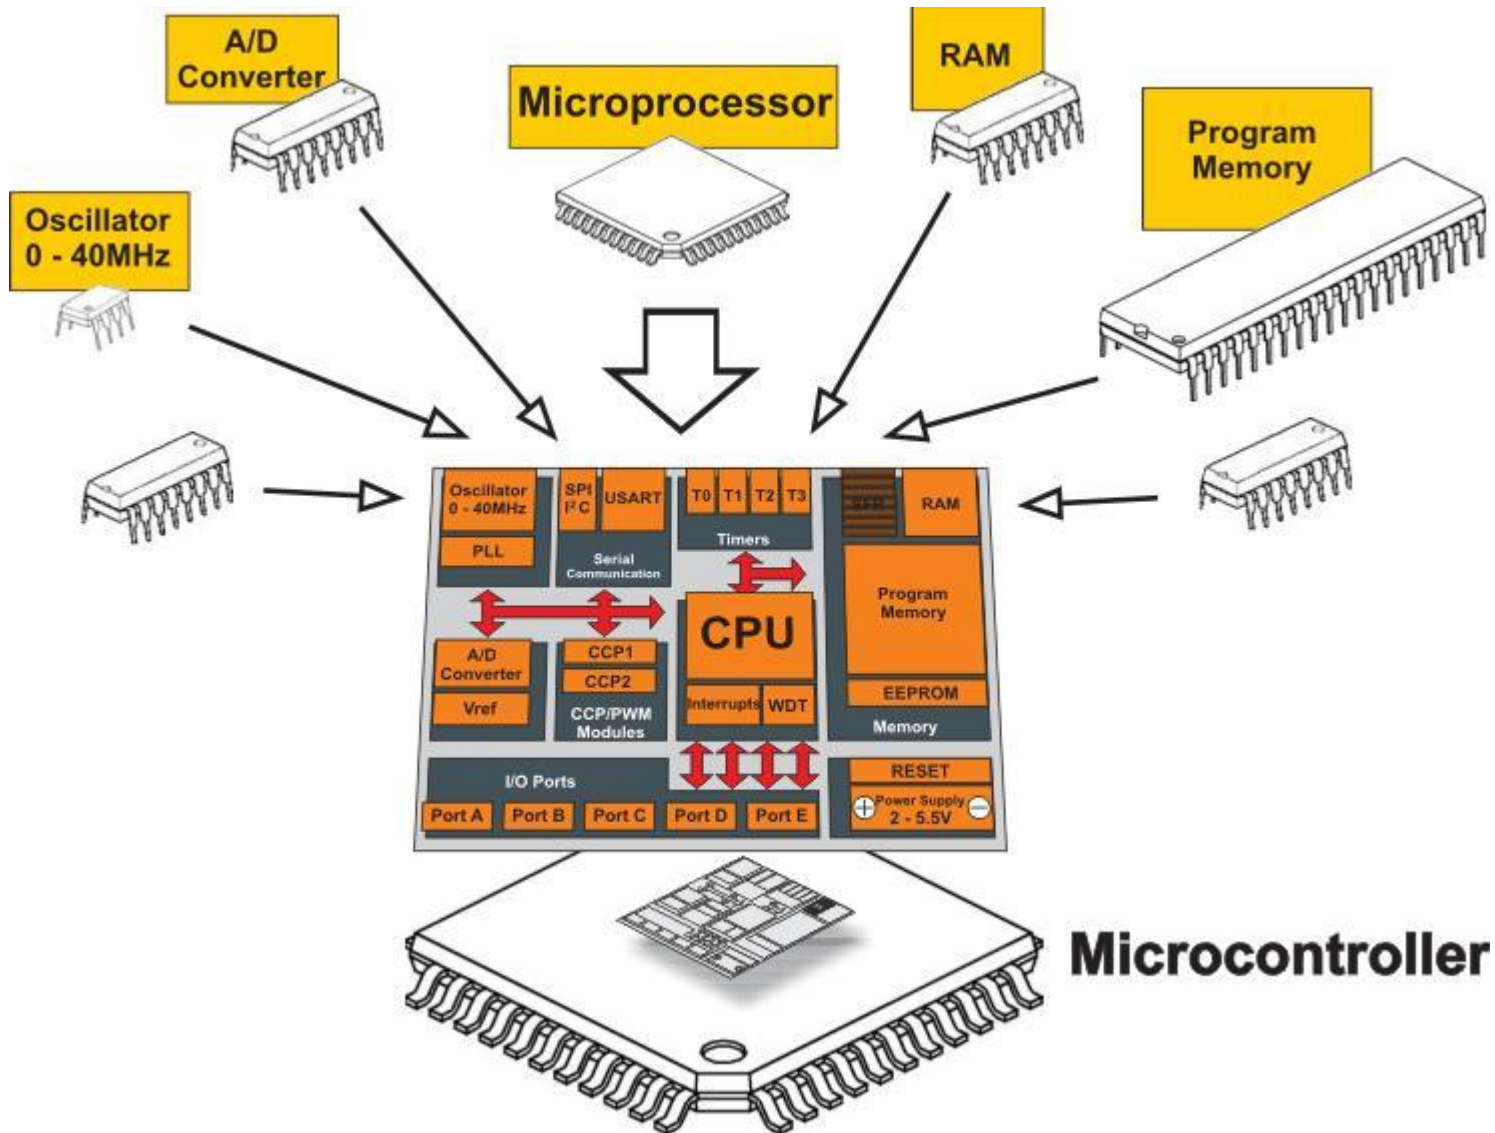 A/D
Converter
Microprocessor
RAM
Program
Memory
Oscillator
0 - 40MHz
Oscillator
0 - 40MHz
PLL
SPI
I²C
USART
Serial
Communication
T0 T1 T2 T3
Timers
RAM
Program
Memory
EEPROM
Memory
CPU
Interrupts WDT
A/D
Converter
Vref
CCP1
CCP2
CCP/PWM
Modules
I/O Ports
Port A Port B Port C Port D Port E
RESET
+ Power Supply −
2 - 5.5V
Microcontroller